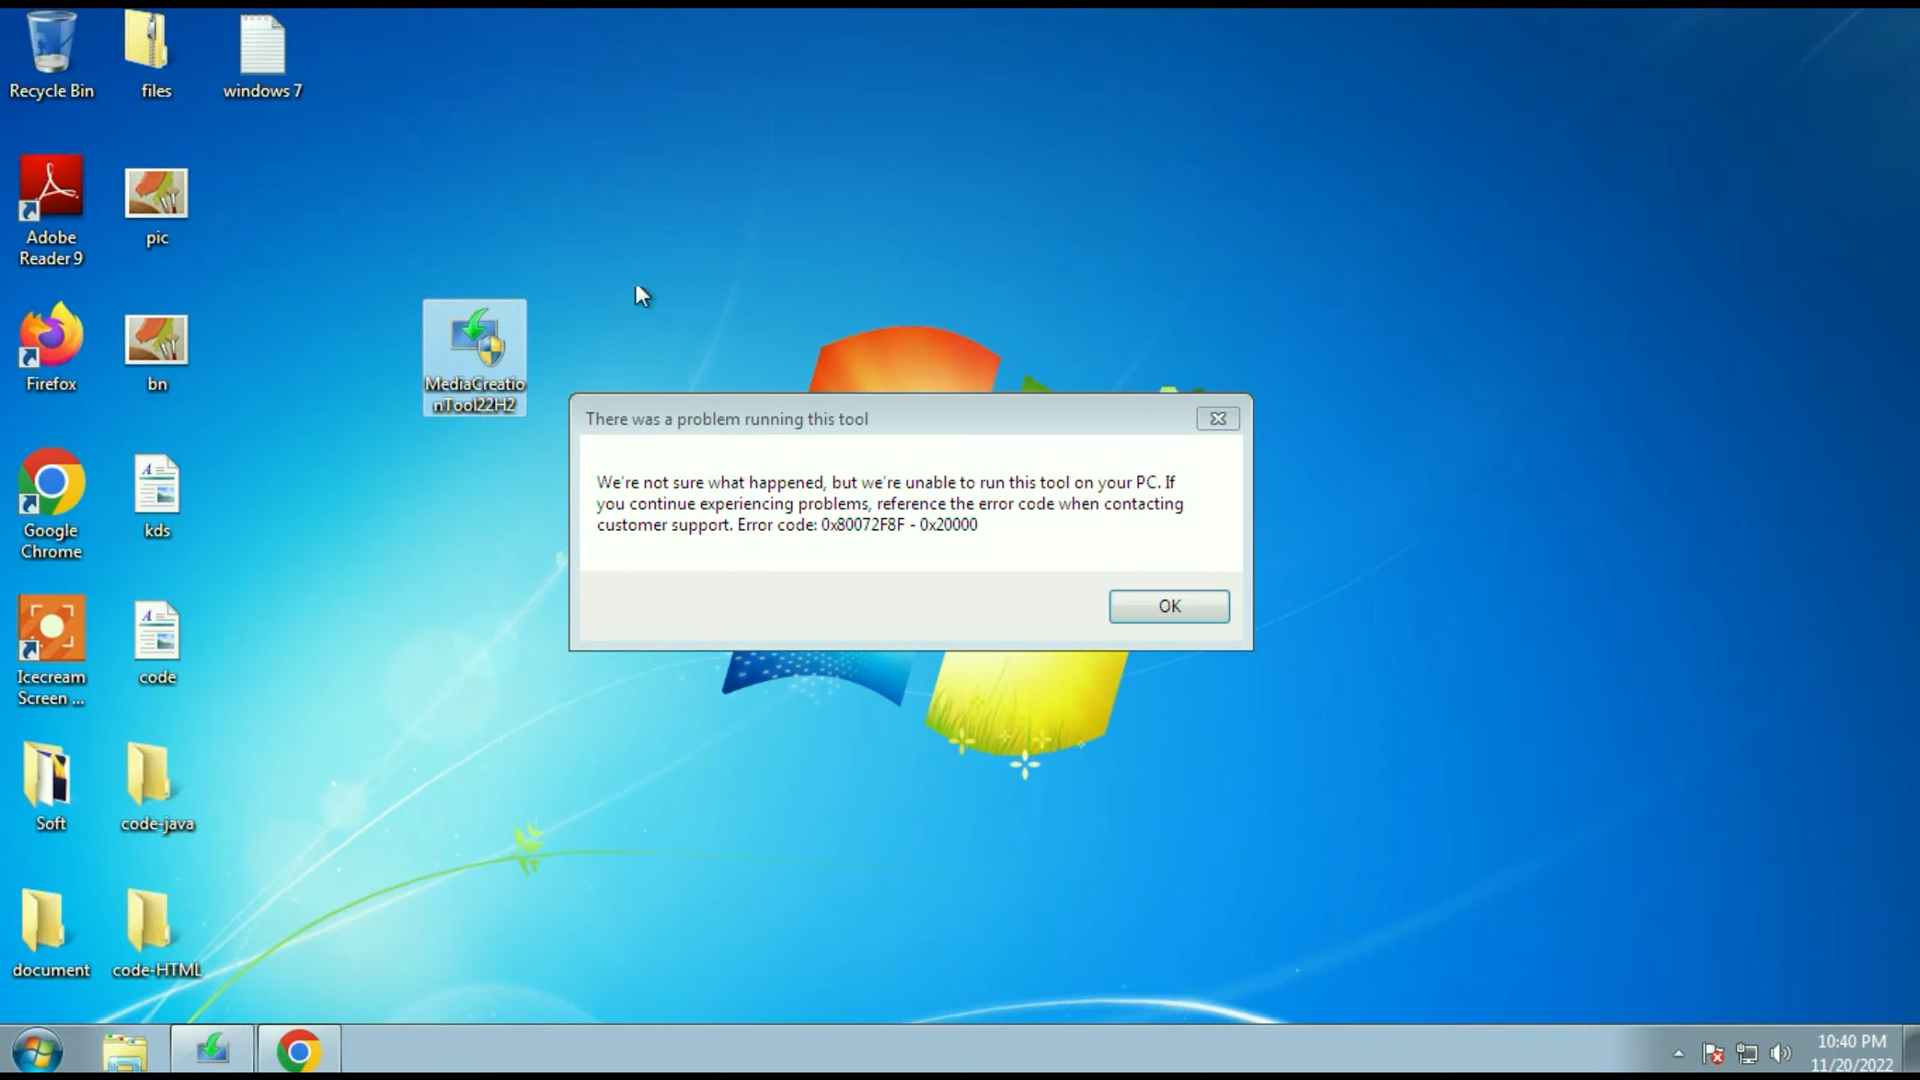 Recycle Bin
files
windows 7
Adobe
Reader 9
pic
Firefox
bn
MediaCreatio
nTool22H2
There was a problem running this tool
We're not sure what happened, but we're unable to run this tool on your PC. If
you continue experiencing problems, reference the error code when contacting
customer support. Error code: 0x80072F8F - 0x20000
OK
Google
Chrome
kds
Icecream
Screen ...
code
Soft
code-java
document
code-HTML
10:40 PM
11/20/2022